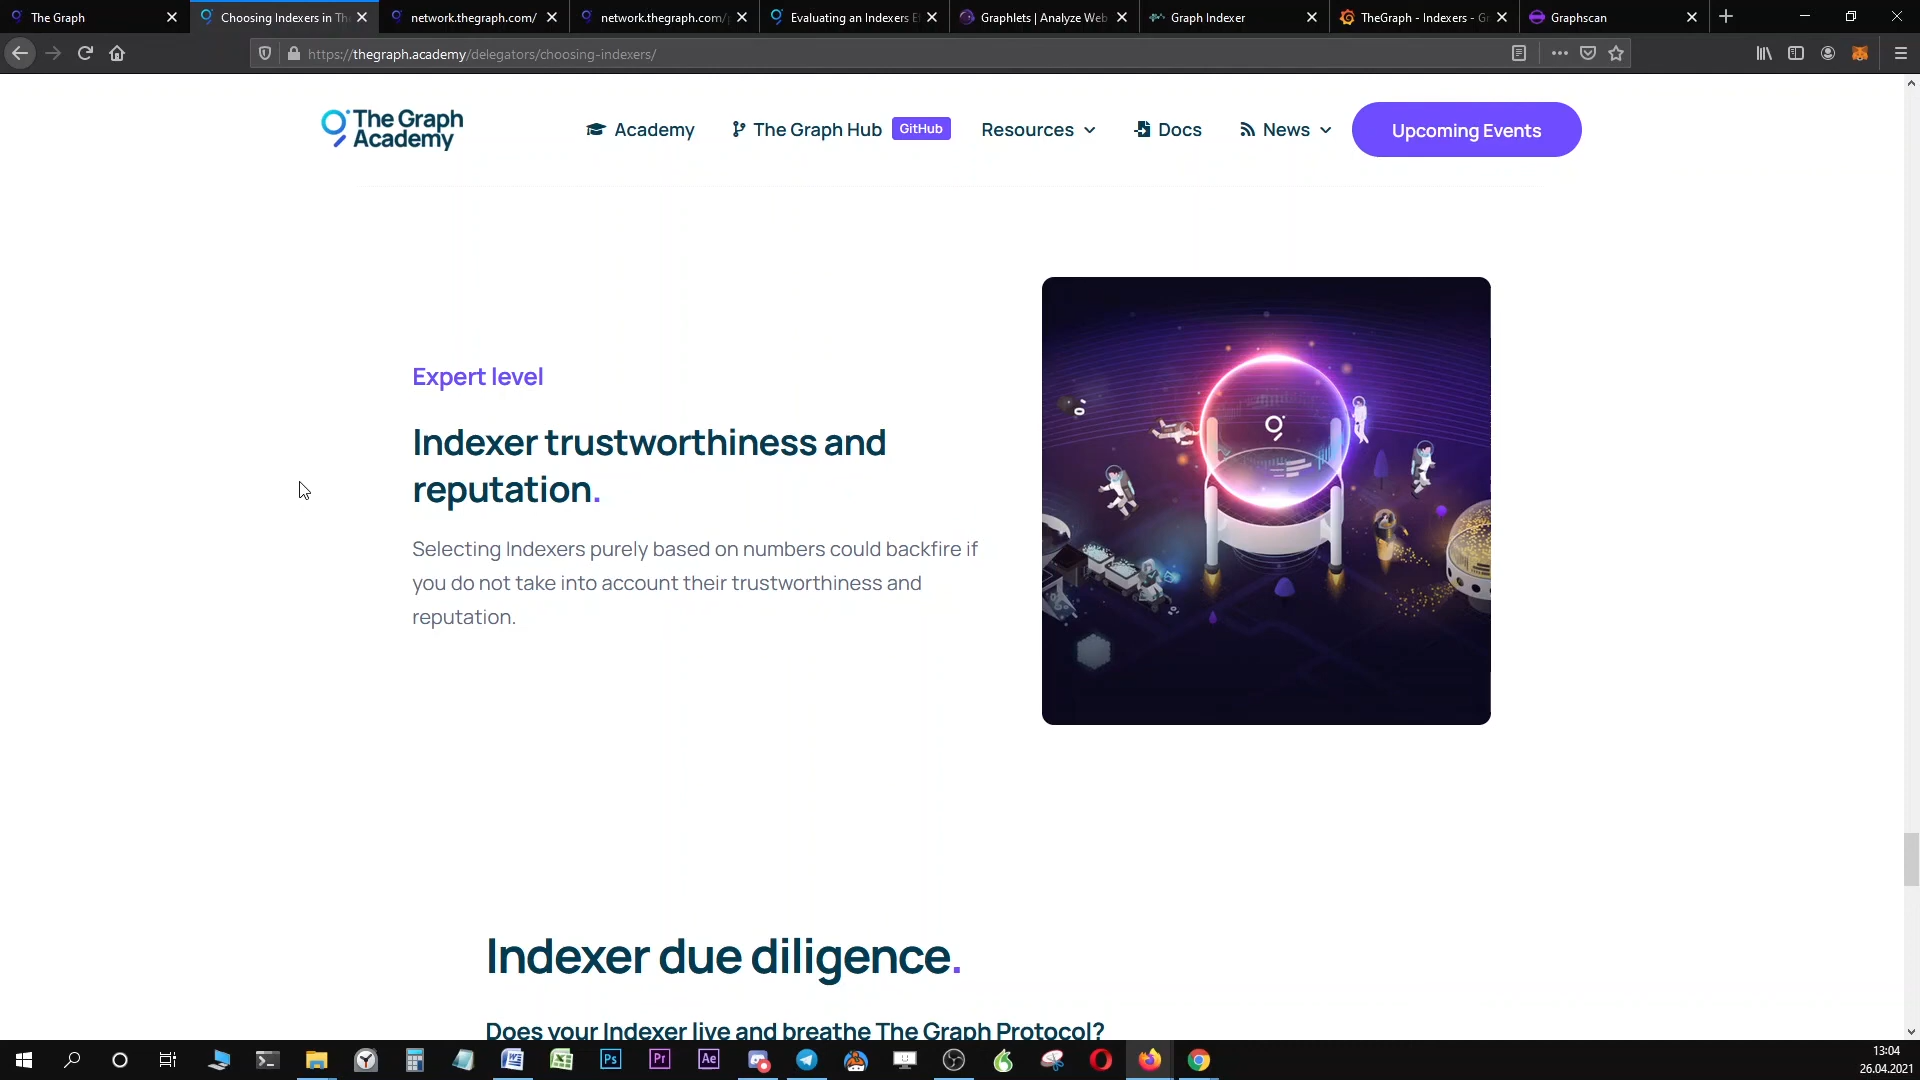 The Graph
Choosing Indexers in Th
network.thegraph.com/
network.thegraph.com/
Evaluating an Indexers E
Graphlets | Analyze Web
Graph Indexer
TheGraph - Indexers - Gr
Graphscan
https://thegraph.academy/delegators/choosing-indexers/
The Graph
Academy
Academy
The Graph Hub
GitHub
Resources
Docs
News
Upcoming Events
Expert level
Indexer trustworthiness and
reputation.
Selecting Indexers purely based on numbers could backfire if
you do not take into account their trustworthiness and
reputation.
Indexer due diligence.
Does your Indexer live and breathe The Graph Protocol?
Ps
Pr
Ae
13:04
26.04.2021